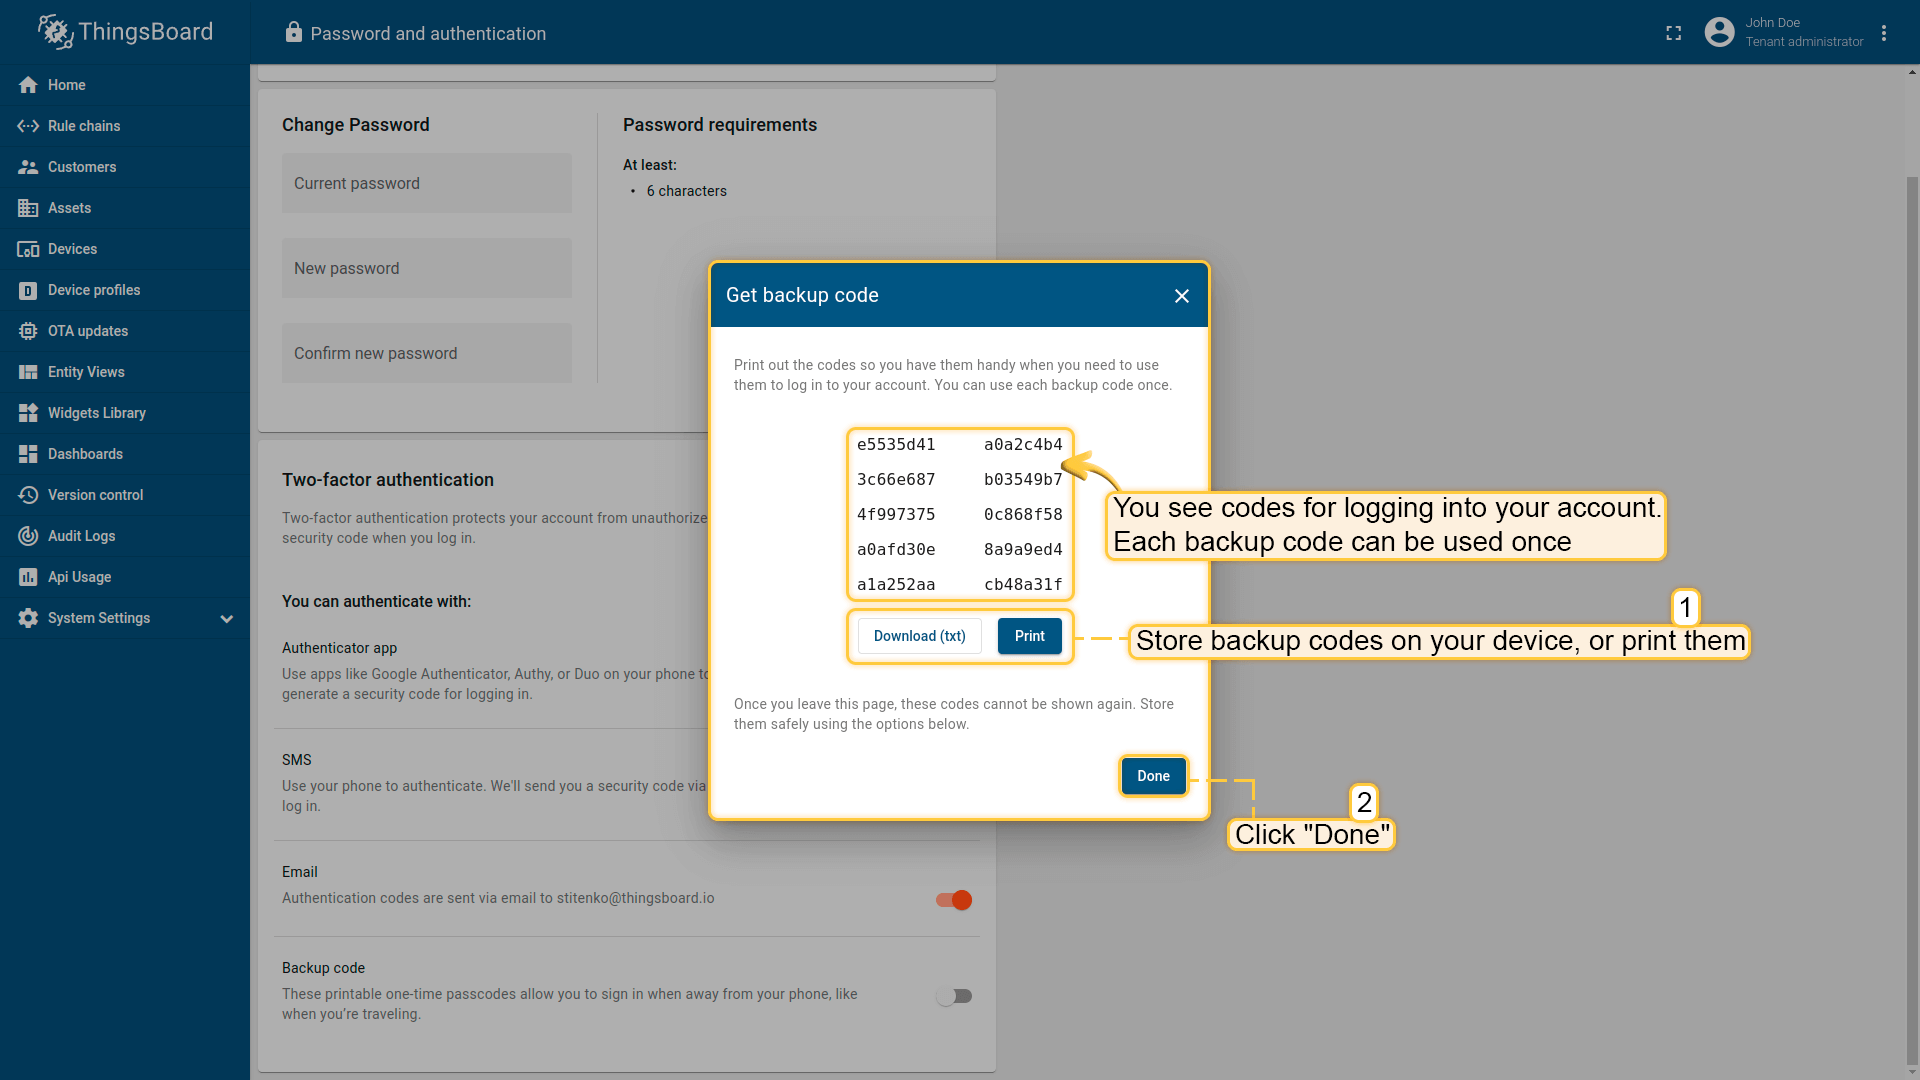 ThingsBoard
Password and authentication
John Doe
Tenant administrator
Home
Rule chains
Customers
Assets
Devices
Device profiles
OTA updates
Entity Views
Widgets Library
Dashboards
Version control
Audit Logs
Api Usage
System Settings
Change Password
Current password
New password
Confirm new password
Password requirements
At least:
• 6 characters
Two-factor authentication
Two-factor authentication protects your account from unauthorize
security code when you log in.
You can authenticate with:
Authenticator app
Use apps like Google Authenticator, Authy, or Duo on your phone to
generate a security code for logging in.
SMS
Use your phone to authenticate. We'll send you a security code via
log in.
Email
Authentication codes are sent via email to stitenko@thingsboard.io
Backup code
These printable one-time passcodes allow you to sign in when away from your phone, like
when you're traveling.
Get backup code
Print out the codes so you have them handy when you need to use
them to log in to your account. You can use each backup code once.
e5535d41 a0a2c4b4
3c66e687 b03549b7
4f997375 0c868f58
a0afd30e 8a9a9ed4
a1a252aa cb48a31f
Download (txt) Print
Once you leave this page, these codes cannot be shown again. Store
them safely using the options below.
Done
You see codes for logging into your account.
Each backup code can be used once
1
Store backup codes on your device, or print them
2
Click "Done"